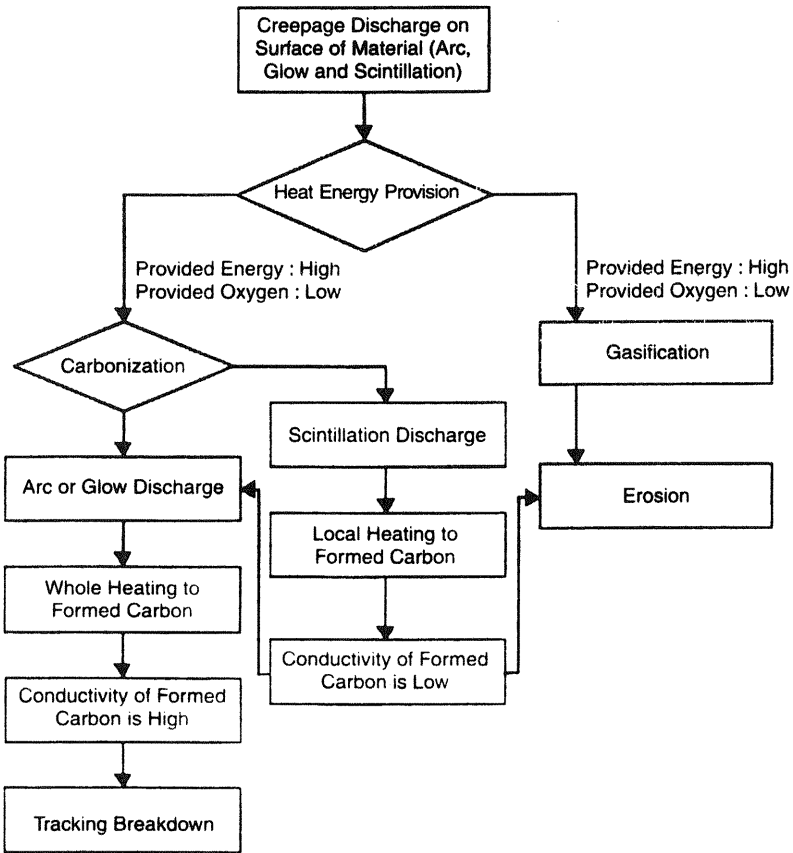 Creepage Discharge on
Surface of Material (Arc,
Glow and Scintillation)
Heat Energy Provision
Provided Energy : High
Provided Oxygen : Low
Provided Energy : High
Provided Oxygen : Low
Carbonization
Gasification
Scintillation Discharge
Arc or Glow Discharge
Erosion
Local Heating to
Formed Carbon
Whole Heating to
Formed Carbon
Conductivity of Formed
Carbon is Low
Conductivity of Formed
Carbon is High
Tracking Breakdown